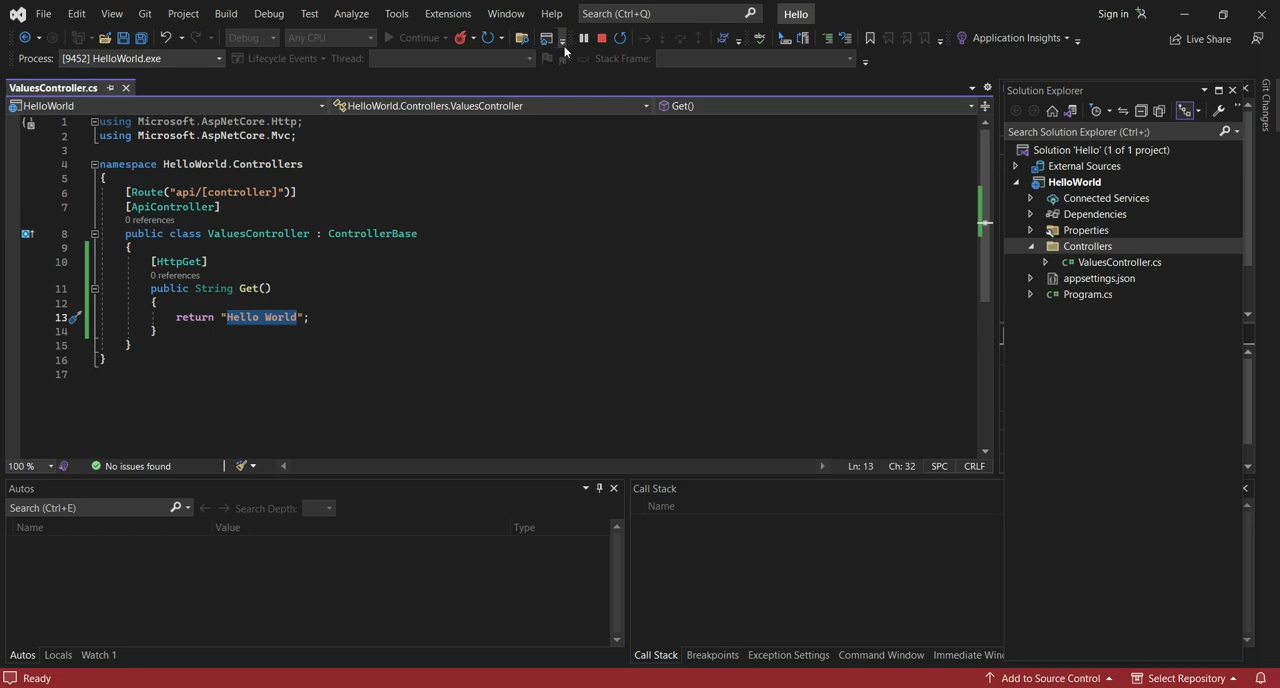 File Edit View Git Project Build Debug Test Analyze Tools Extensions Window Help Search (Ctrl+Q) Hello Sign in
Debug Any CPU Continue Application Insights Live Share
Process: [9452] HelloWorld.exe Lifecycle Events Thread: Stack Frame:
ValuesController.cs
HelloWorld HelloWorld.Controllers.ValuesController Get()
1 using Microsoft.AspNetCore.Http;
2 using Microsoft.AspNetCore.Mvc;
3
4 namespace HelloWorld.Controllers
5 {
6 [Route("api/[controller]")]
7 [ApiController]
0 references
8 public class ValuesController : ControllerBase
9 {
10 [HttpGet]
0 references
11 public String Get()
12 {
13 return "Hello World";
14 }
15 }
16 }
17
100 % No issues found Ln: 13 Ch: 32 SPC CRLF
Solution Explorer
Search Solution Explorer (Ctrl+;)
Solution 'Hello' (1 of 1 project)
External Sources
HelloWorld
Connected Services
Dependencies
Properties
Controllers
C# ValuesController.cs
appsettings.json
C# Program.cs
Git Changes
Autos
Search (Ctrl+E) Search Depth:
Name Value Type
Autos Locals Watch 1
Call Stack
Name
Call Stack Breakpoints Exception Settings Command Window Immediate Win
Ready Add to Source Control Select Repository